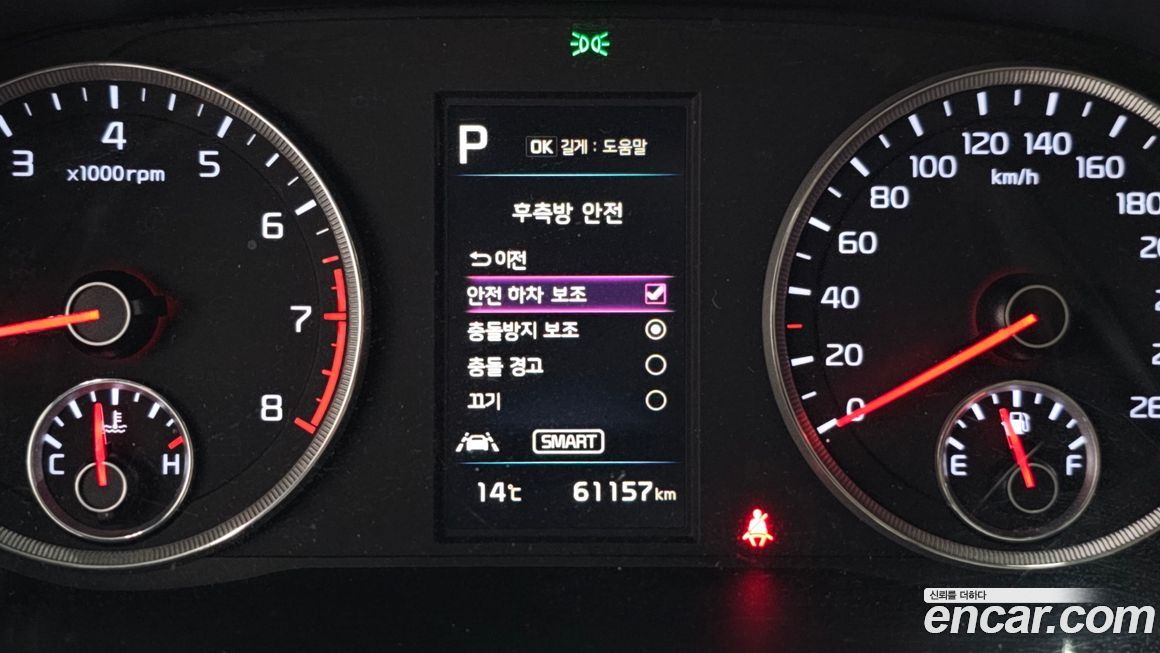 P
OK 길게 : 도움말
후측방 안전
이전
안전 하차 보조
충돌방지 보조
충돌 경고
끄기
SMART
14℃
61157km
3
4
5
6
7
8
x1000rpm
C
H
0
20
40
60
80
100
120
140
160
180
km/h
E
F
신뢰를 더하다
encar.com